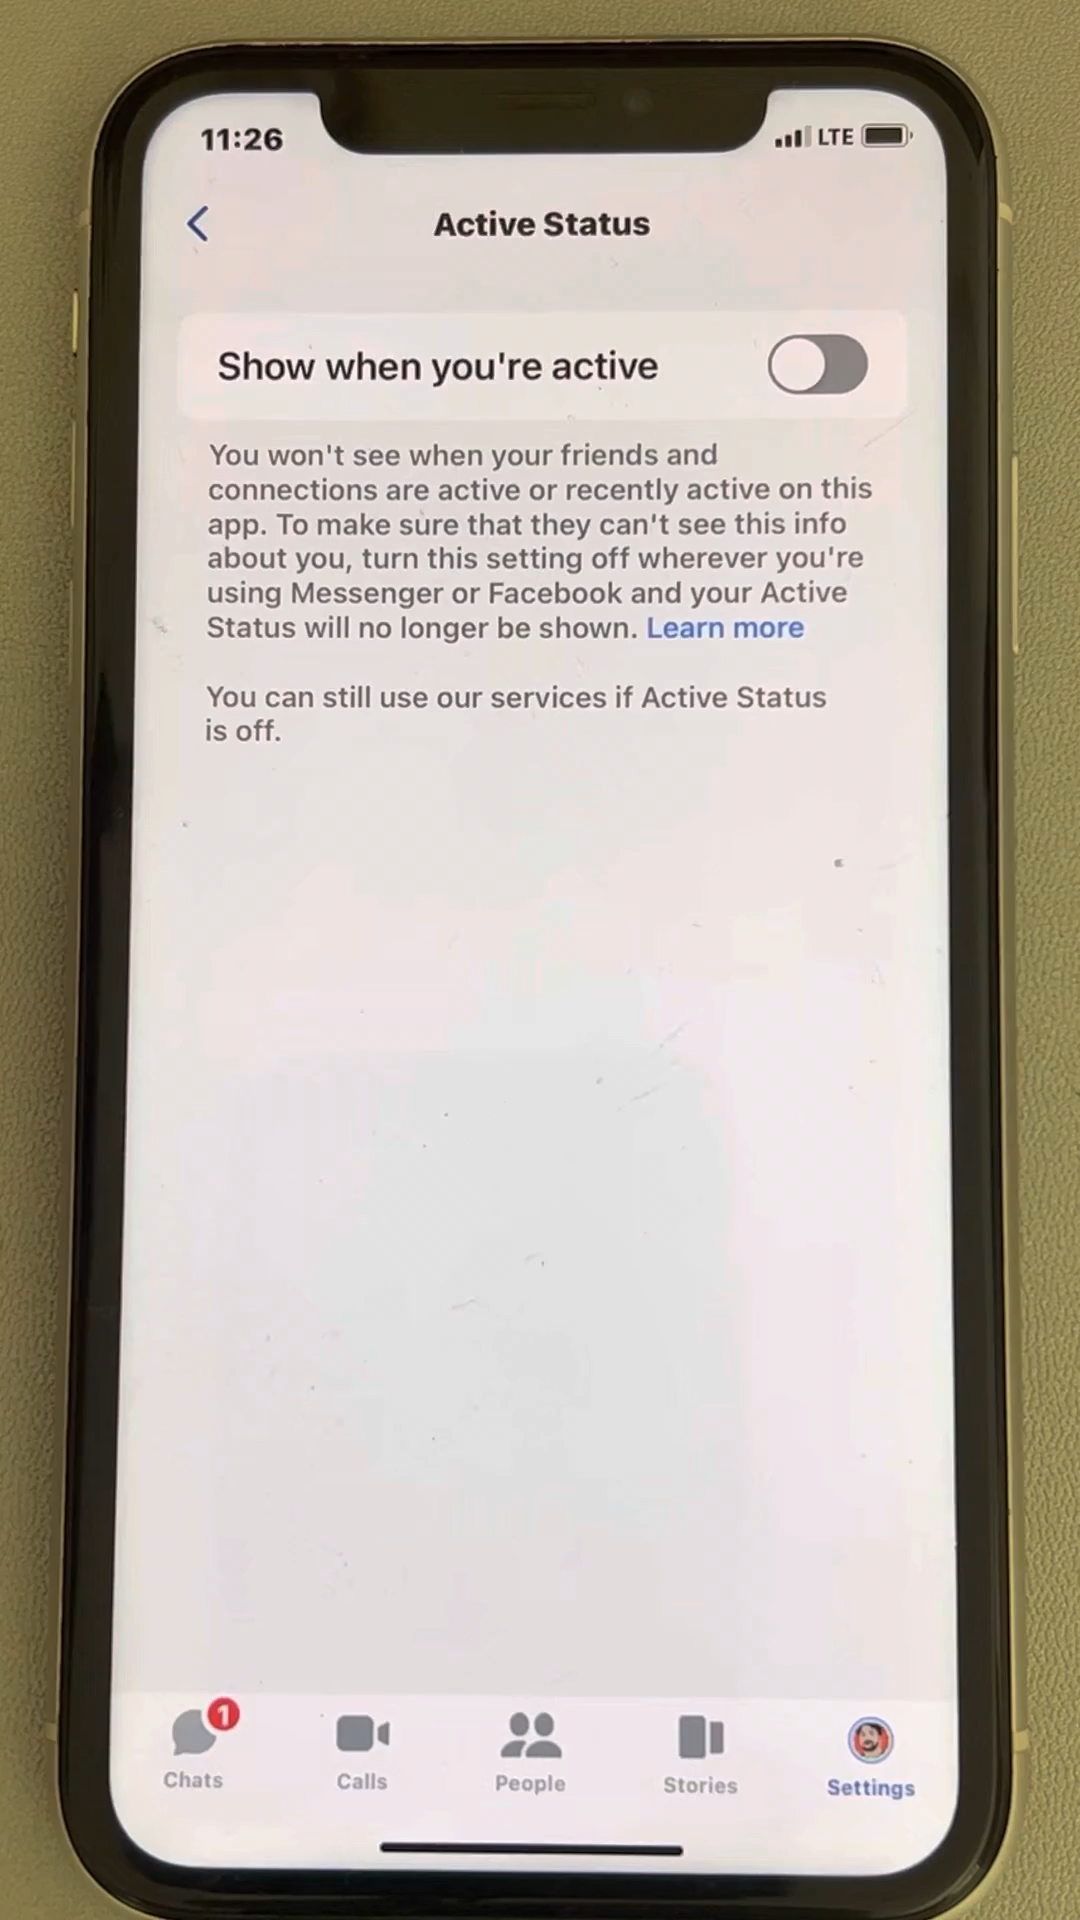 11:26
LTE
Active Status
Show when you're active
You won't see when your friends and
connections are active or recently active on this
app. To make sure that they can't see this info
about you, turn this setting off wherever you're
using Messenger or Facebook and your Active
Status will no longer be shown. Learn more
You can still use our services if Active Status
is off.
1
Chats
Calls
People
Stories
Settings